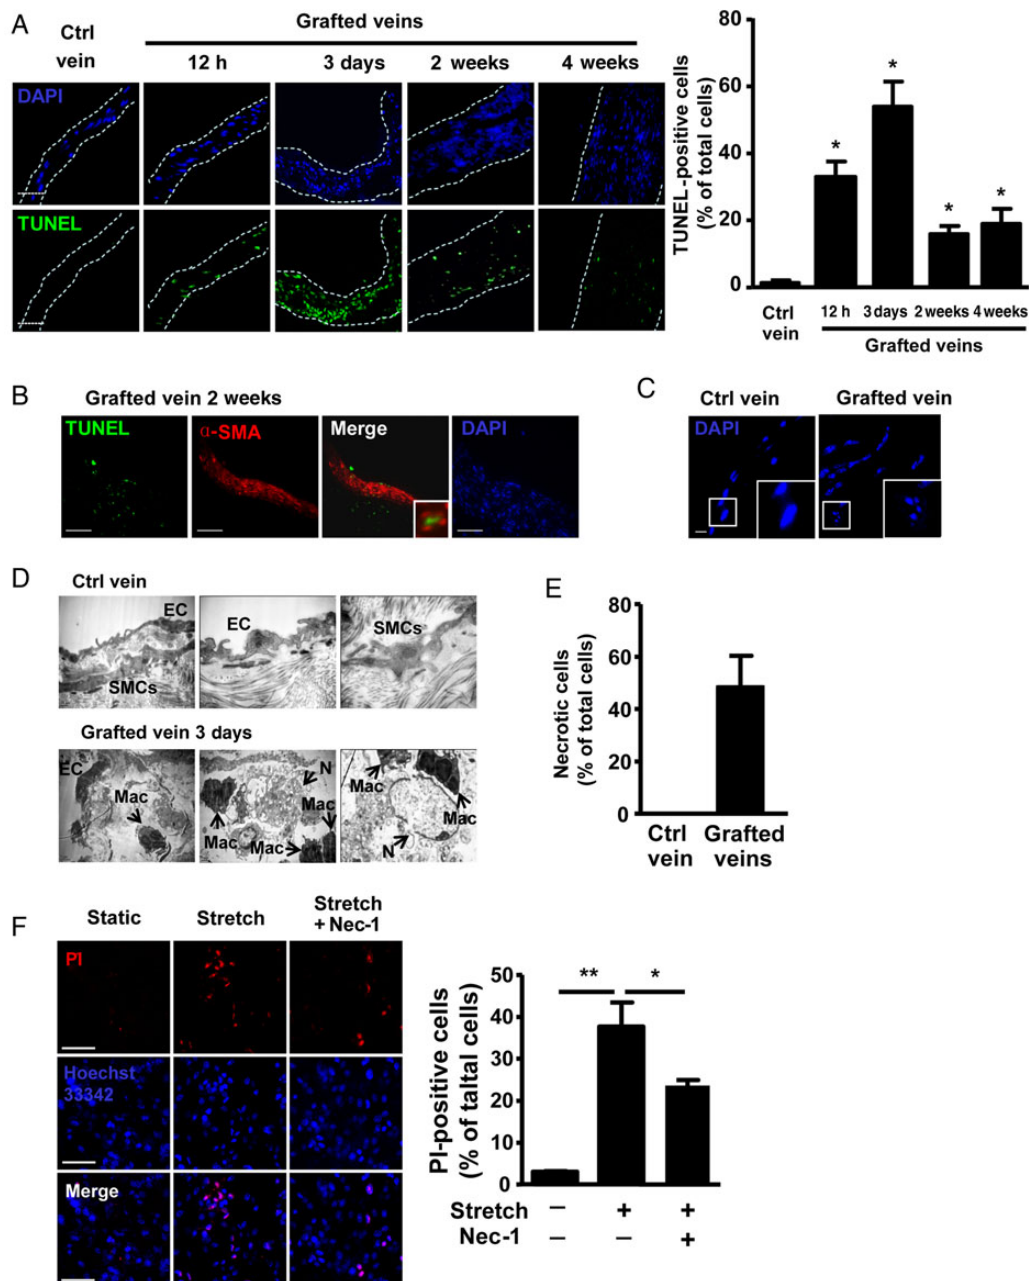 A
Ctrl
vein
Grafted veins
12 h 3 days 2 weeks 4 weeks
DAPI
TUNEL
TUNEL-positive cells
(% of total cells)
80
60
40
20
0
* * * *
Ctrl
vein
12 h 3 days 2 weeks 4 weeks
Grafted veins
B
Grafted vein 2 weeks
TUNEL α-SMA Merge DAPI
C
Ctrl vein Grafted vein
DAPI
D
Ctrl vein
EC
SMCs
EC
SMCs
Grafted vein 3 days
EC
Mac
N
Mac
Mac
Mac
Mac
Mac
N
E
Necrotic cells
(% of total cells)
80
60
40
20
0
Ctrl
vein
Grafted
veins
F
Static Stretch Stretch
+ Nec-1
PI
Hoechst
33342
Merge
PI-positive cells
(% of taltal cells)
50
40
30
20
10
0
** *
Stretch – + +
Nec-1 – – +